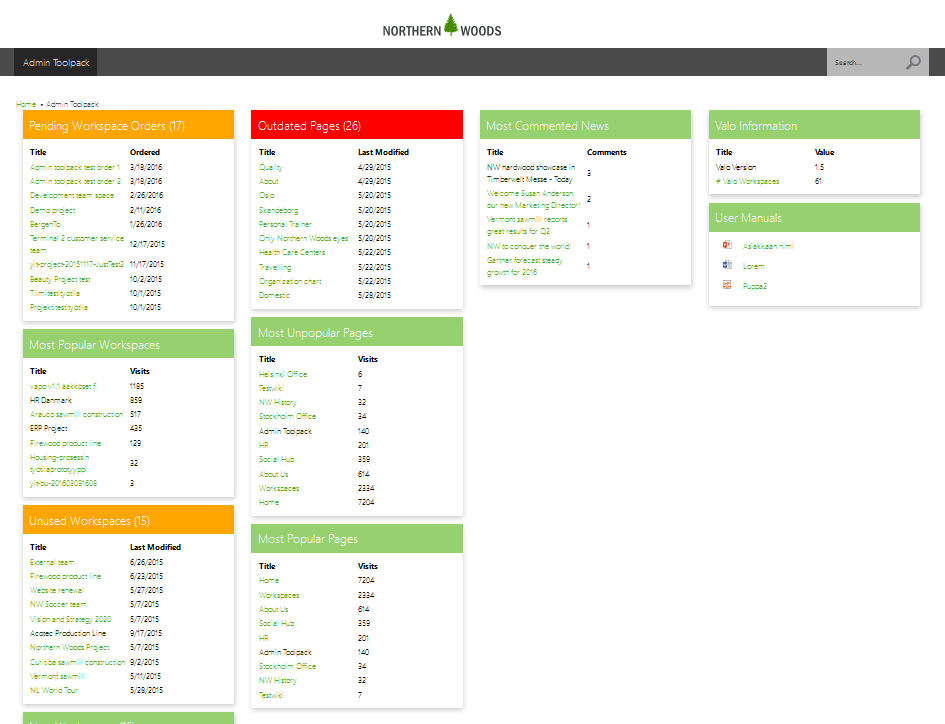 NORTHERN WOODS
Admin Toolpack
Search...
Home • Admin Toolpack
Pending Workspace Orders (17)
Title Ordered
Admin toolpack test order 1 3/18/2016
Admin toolpack test order 2 3/18/2016
Development team space 2/26/2016
Demo project 2/11/2016
BergenTo 1/26/2016
Terminal 2 customer service
team 12/17/2015
yit-project-20151117-JustTest2 11/17/2015
Beauty Project test 10/2/2015
Tiimitestityötila 10/1/2015
Projektitestityötila 10/1/2015
Most Popular Workspaces
Title Visits
vapo v1.1 äakkoset fi 1185
HR Danmark 859
Arauco sawmill construction 517
ERP Project 435
Firewood product line 129
Housing-prosessin
työtilaprototyyppi 32
yit-bu-201603091608 3
Unused Workspaces (15)
Title Last Modified
External team 6/26/2015
Firewood product line 6/23/2015
Website renewal 5/27/2015
NW Soccer team 5/7/2015
Vision and Strategy 2020 5/7/2015
Acotec Production Line 9/17/2015
Northern Woods Project 5/7/2015
Curitiba sawmill construction 9/2/2015
Vermont sawmill 5/11/2015
NL World Tour 5/28/2015
Outdated Pages (26)
Title Last Modified
Quality 4/29/2015
About 4/29/2015
Oslo 5/20/2015
Skandeborg 5/20/2015
Personal Trainer 5/20/2015
Only Northern Woods eyes 5/20/2015
Health Care Centers 5/22/2015
Travelling 5/22/2015
Organization chart 5/22/2015
Domestic 5/28/2015
Most Unpopular Pages
Title Visits
Helsinki Office 6
Testwiki 7
NW History 32
Stockholm Office 34
Admin Toolpack 140
HR 201
Social Hub 359
About Us 614
Workspaces 2334
Home 7204
Most Popular Pages
Title Visits
Home 7204
Workspaces 2334
About Us 614
Social Hub 359
HR 201
Admin Toolpack 140
Stockholm Office 34
NW History 32
Testwiki 7
Most Commented News
Title Comments
NW hardwood showcase in
Timberwelt Messe - Today 3
Welcome Susan Anderson,
our new Marketing Director! 2
Vermont sawmill reports
great results for Q2 1
NW to conquer the world! 1
Gartner forecast steady
growth for 2016 1
Valo Information
Title Value
Valo Version 1.5
# Valo Workspaces 61
User Manuals
Asiakkaan nimi
Lorem
Puppa2